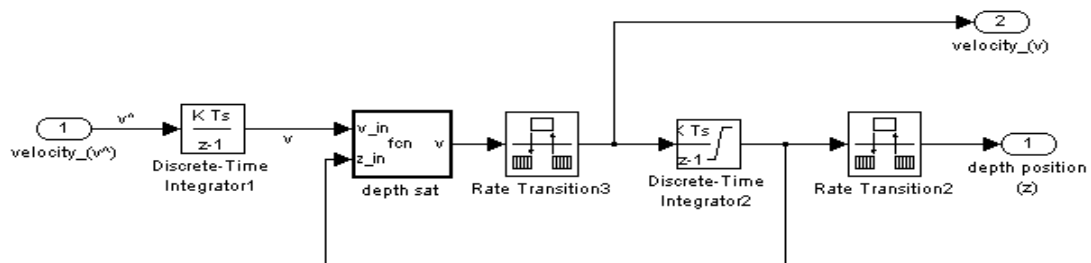 2
velocity_(v)
1
velocity_(v^)
v^
K Ts
z-1
Discrete-Time
Integrator1
v
v_in
z_in
fcn
v
depth sat
Rate Transition3
K Ts
z-1
Discrete-Time
Integrator2
Rate Transition2
1
depth position
(z)